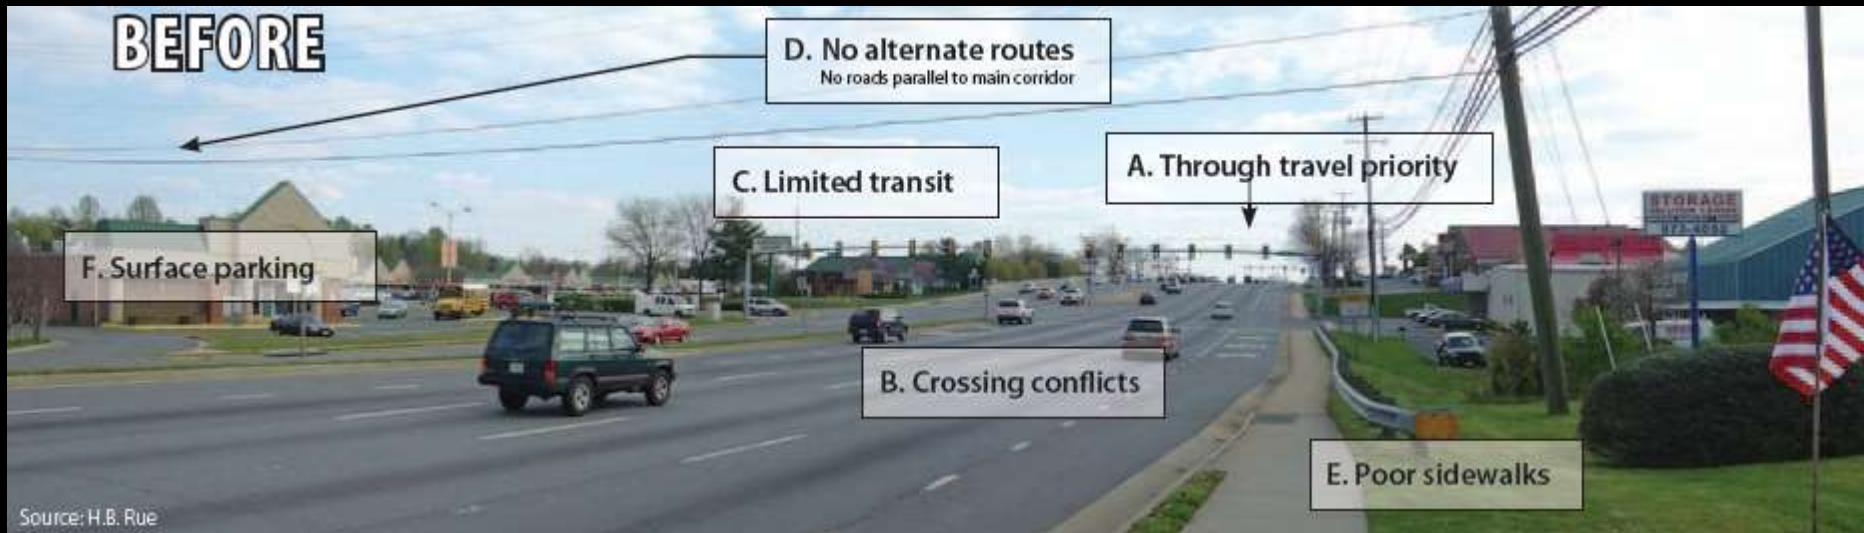 BEFORE
D. No alternate routes
No roads parallel to main corridor
A. Through travel priority
C. Limited transit
STORAGE
F. Surface parking
B. Crossing conflicts
E. Poor sidewalks
Source: H.B. Rue